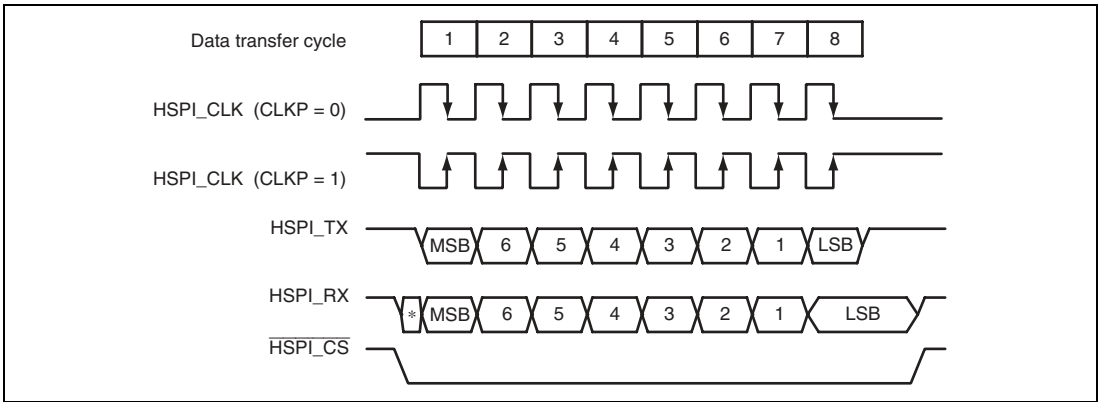 Data transfer cycle 1 2 3 4 5 6 7 8
HSPI_CLK (CLKP = 0)
HSPI_CLK (CLKP = 1)
HSPI_TX MSB 6 5 4 3 2 1 LSB
HSPI_RX * MSB 6 5 4 3 2 1 LSB
HSPI_CS